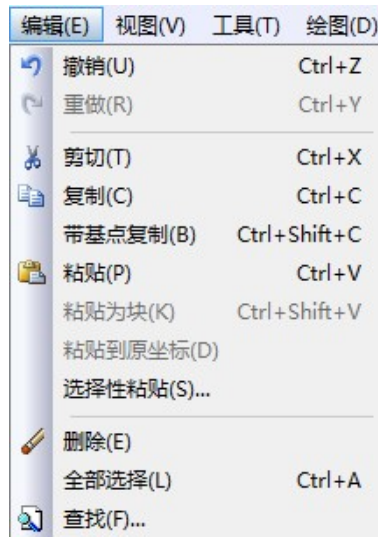 编辑(E) 视图(V) 工具(T) 绘图(D)
撤销(U) Ctrl+Z
重做(R) Ctrl+Y
剪切(T) Ctrl+X
复制(C) Ctrl+C
带基点复制(B) Ctrl+Shift+C
粘贴(P) Ctrl+V
粘贴为块(K) Ctrl+Shift+V
粘贴到原坐标(D)
选择性粘贴(S)...
删除(E)
全部选择(L) Ctrl+A
查找(F)...